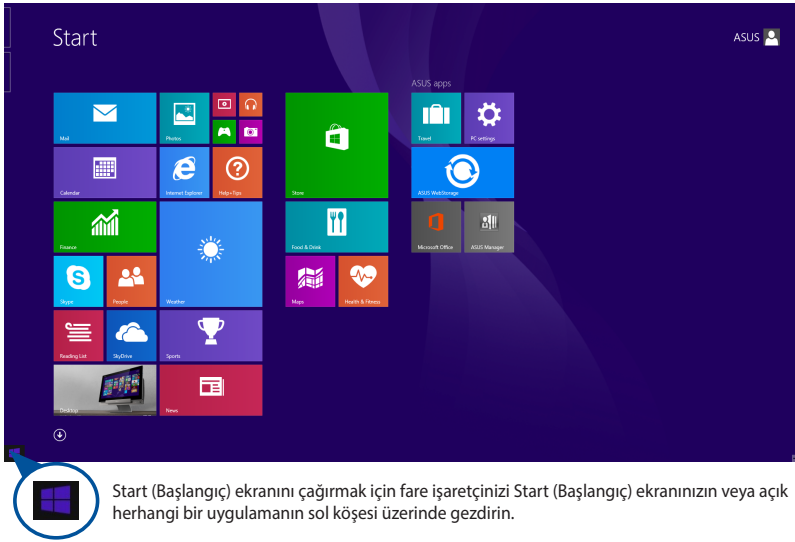 Start
ASUS
ASUS apps
Mail
Photos
Travel
PC settings
Calendar
Internet Explorer
Help+Tips
Store
ASUS WebStorage
Finance
Weather
Food & Drink
Microsoft Office
ASUS Manager
Skype
People
Maps
Health & Fitness
Reading List
SkyDrive
Sports
Desktop
News
Start (Başlangıç) ekranını çağırmak için fare işaretçinizi Start (Başlangıç) ekranınızın veya açık
herhangi bir uygulamanın sol köşesi üzerinde gezdirin.